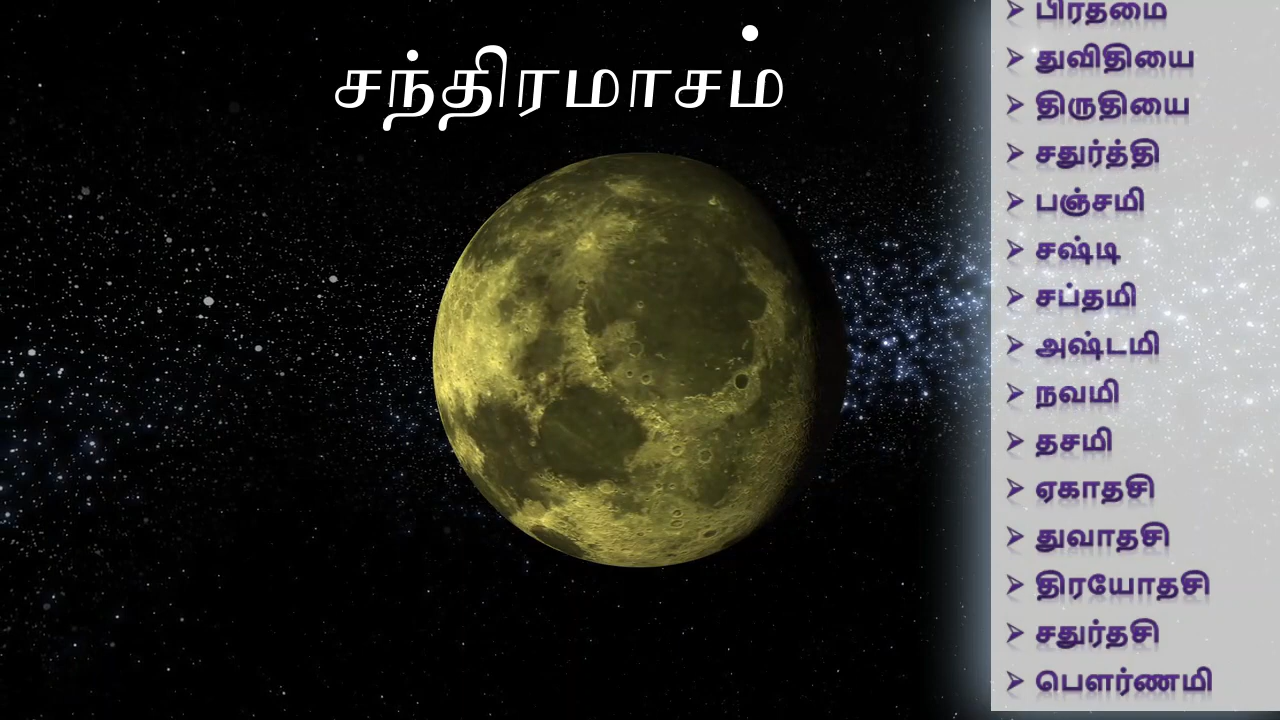 சந்திரமாசம்
பிரதமை
துவிதியை
திருதியை
சதுர்த்தி
பஞ்சமி
சஷ்டி
சப்தமி
அஷ்டமி
நவமி
தசமி
ஏகாதசி
துவாதசி
திரயோதசி
சதுர்தசி
பௌர்ணமி